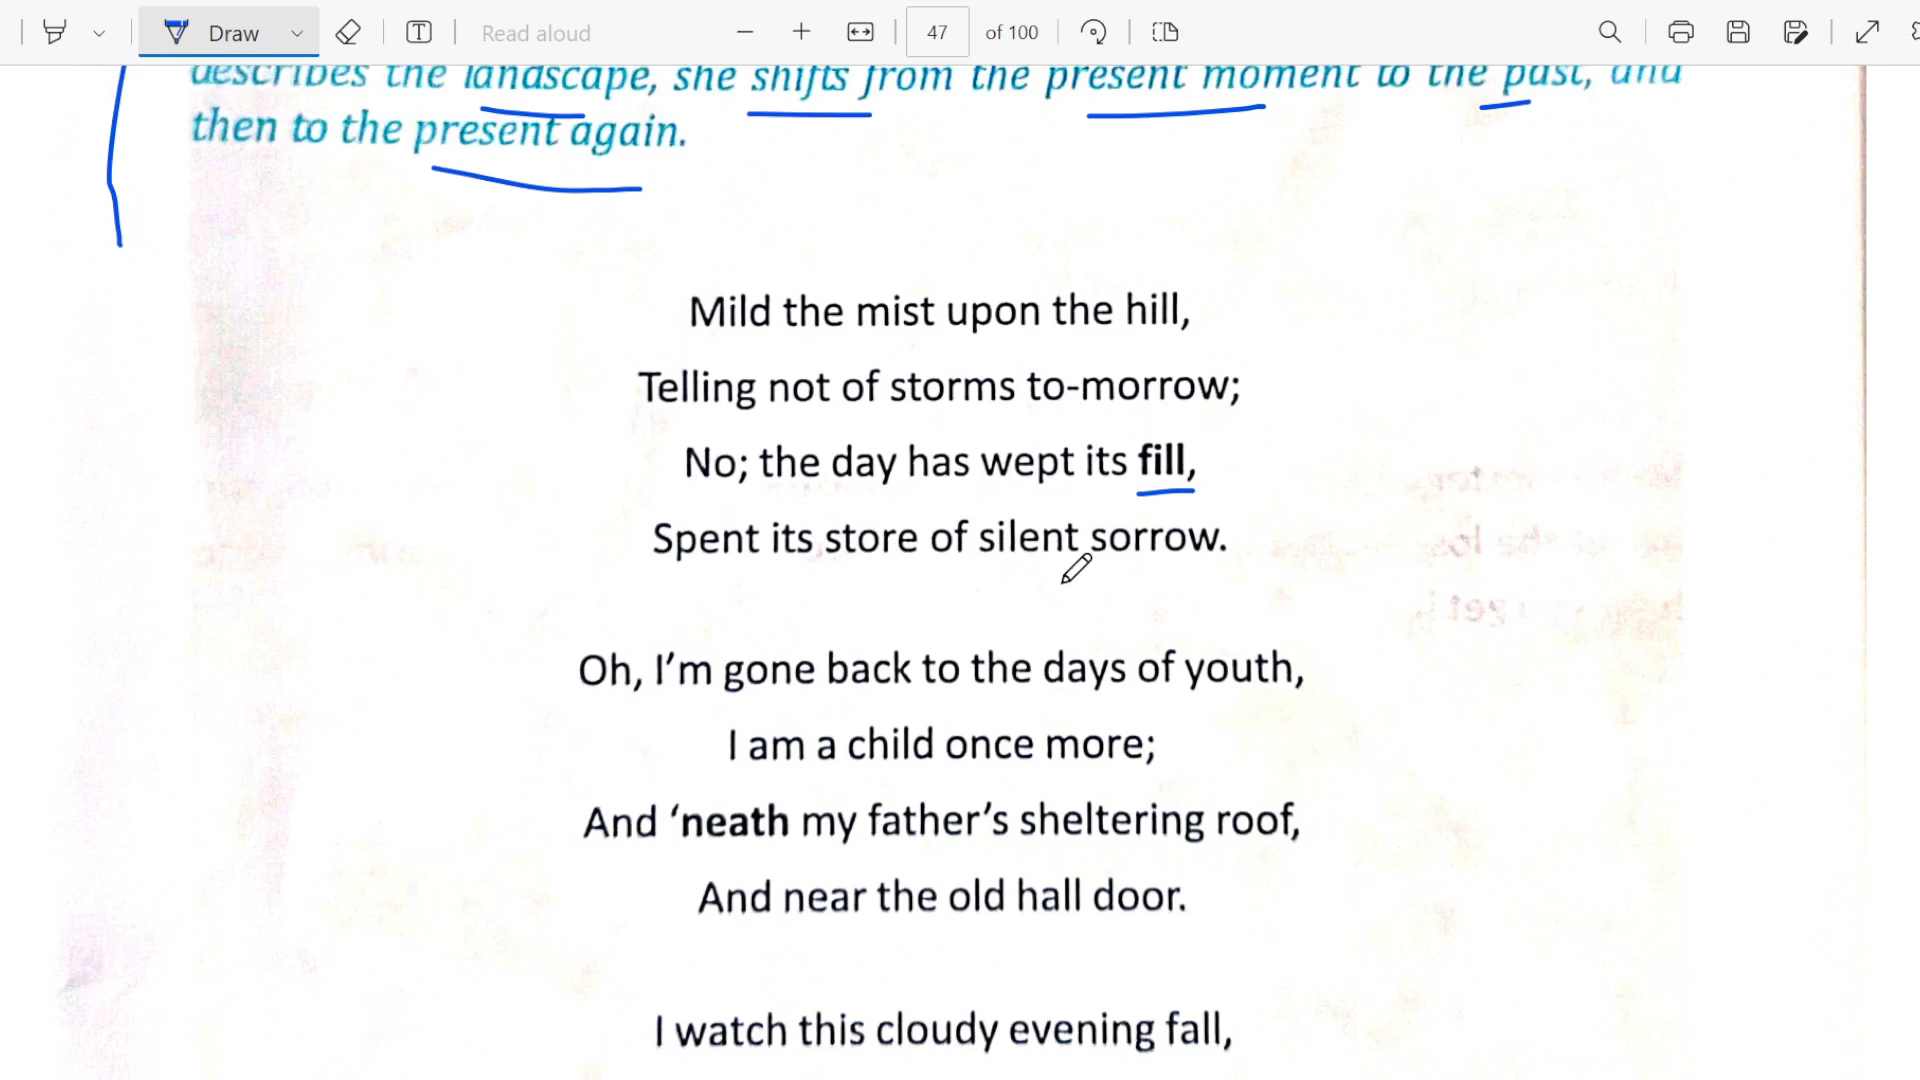 Draw
Read aloud
47
of 100
describes the landscape, she shifts from the present moment to the past, and
then to the present again.
Mild the mist upon the hill,
Telling not of storms to-morrow;
No; the day has wept its fill,
Spent its store of silent sorrow.
Oh, I’m gone back to the days of youth,
I am a child once more;
And ‘neath my father’s sheltering roof,
And near the old hall door.
I watch this cloudy evening fall,